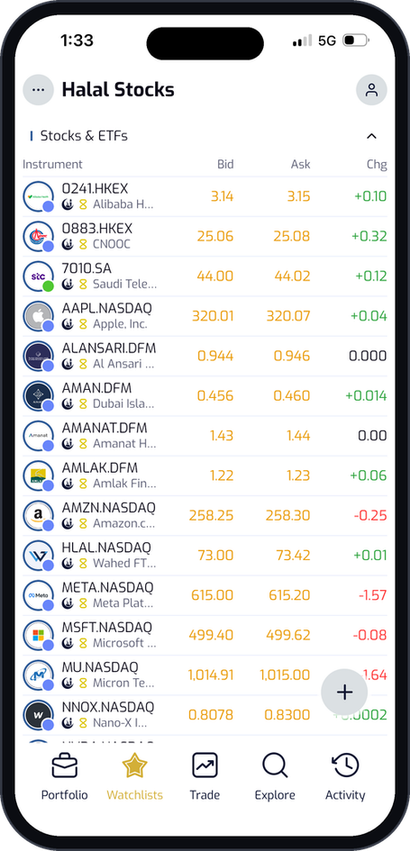 1:33 5G
Halal Stocks
Stocks & ETFs
Instrument Bid Ask Chg
0241.HKEX
Alibaba H... 3.14 3.15 +0.10
0883.HKEX
CNOOC 25.06 25.08 +0.32
stc
7010.SA
Saudi Tele... 44.00 44.02 +0.12
AAPL.NASDAQ
Apple, Inc. 320.01 320.07 +0.04
ALANSARI.DFM
Al Ansari ... 0.944 0.946 0.000
AMAN.DFM
Dubai Isla... 0.456 0.460 +0.014
Amanat
AMANAT.DFM
Amanat H... 1.43 1.44 0.00
AMLAK.DFM
Amlak Fin... 1.22 1.23 +0.06
a
AMZN.NASDAQ
Amazon.c... 258.25 258.30 -0.25
HLAL.NASDAQ
Wahed FT... 73.00 73.42 +0.01
Meta
META.NASDAQ
Meta Plat... 615.00 615.20 -1.57
MSFT.NASDAQ
Microsoft ... 499.40 499.62 -0.08
MU.NASDAQ
Micron Te... 1,014.91 1,015.00 1.64
NNOX.NASDAQ
Nano-X I... 0.8078 0.8300
Portfolio Watchlists Trade Explore Activity